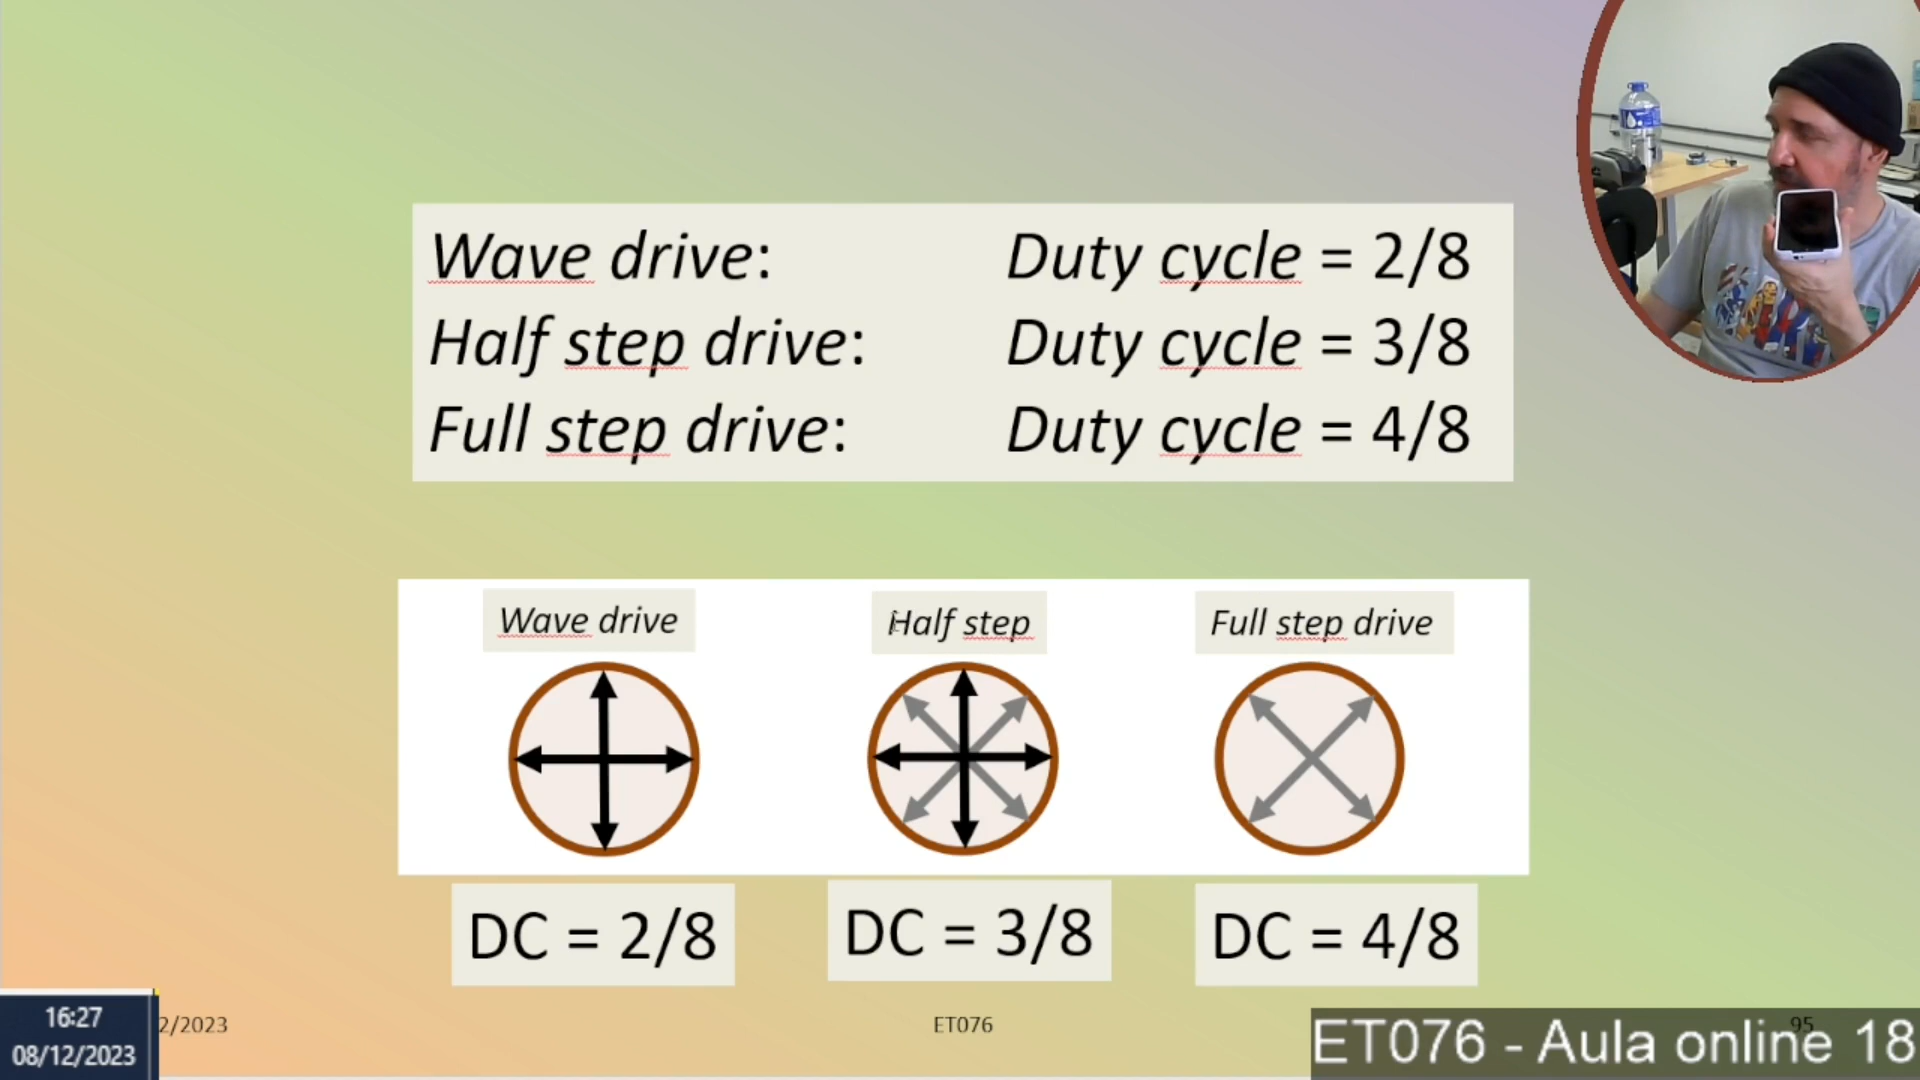 Wave drive: Duty cycle = 2/8
Half step drive: Duty cycle = 3/8
Full step drive: Duty cycle = 4/8
Wave drive
Half step
Full step drive
DC = 2/8
DC = 3/8
DC = 4/8
16:27
08/12/2023
2/2023
ET076
95
ET076 - Aula online 18